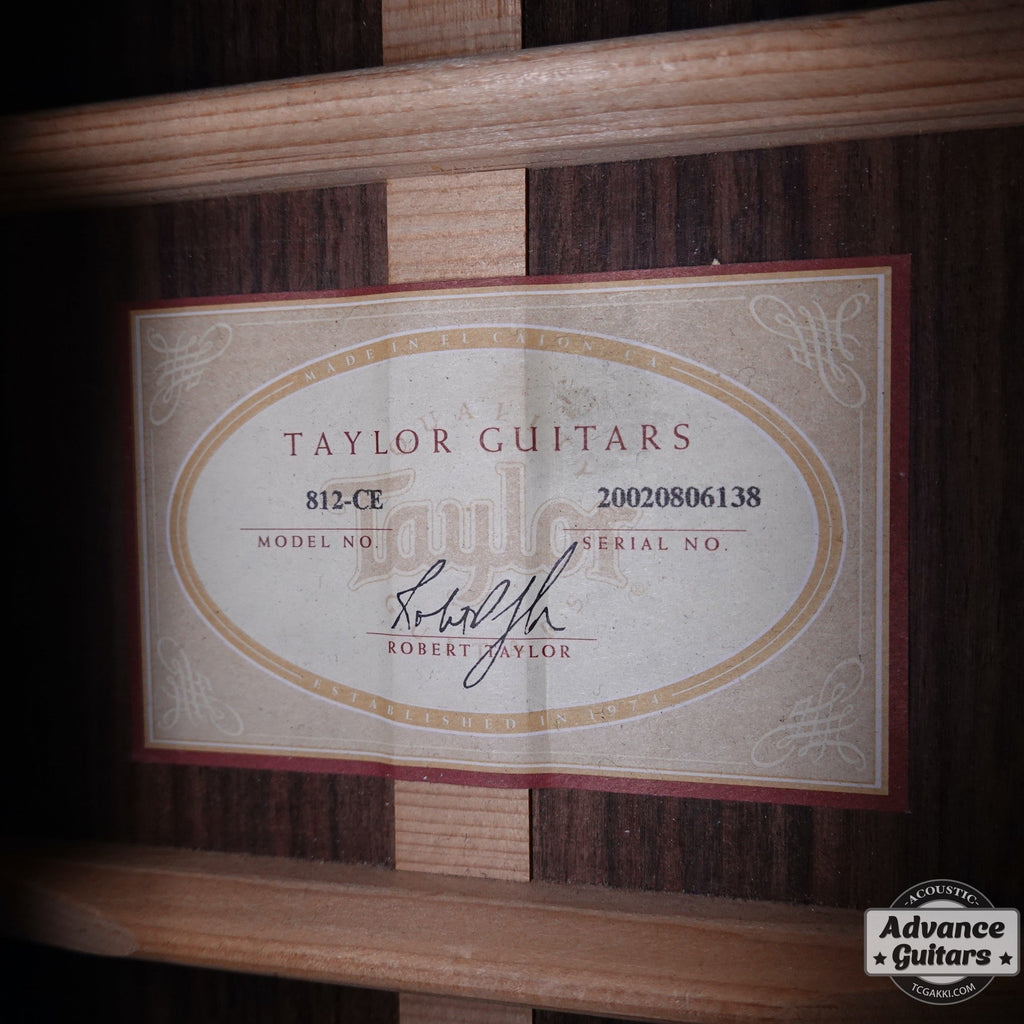 MADE IN EL CAJON, CA
TAYLOR GUITARS
812-CE 20020806138
MODEL NO. SERIAL NO.
Taylor
ROBERT TAYLOR
ESTABLISHED IN 1974
ACOUSTIC
Advance
Guitars
TCGAKKI.COM